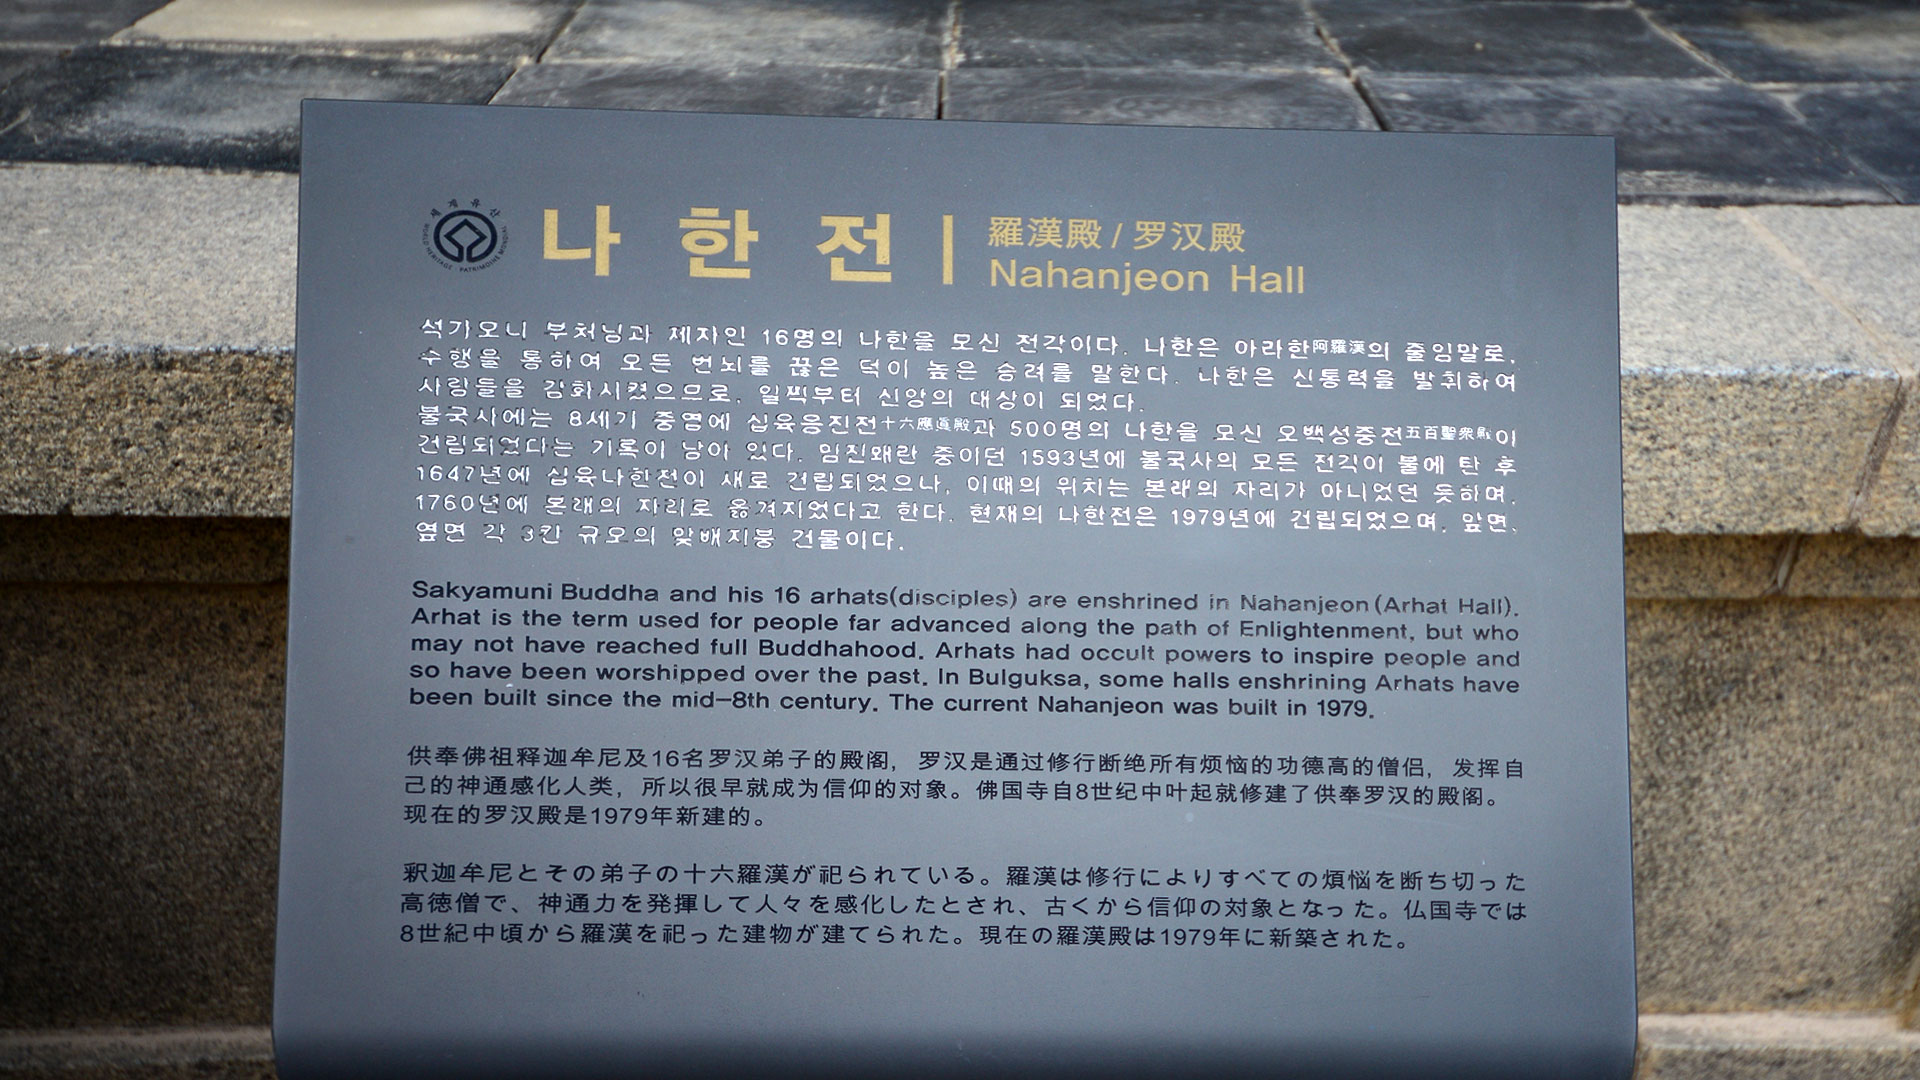 세계유산
WORLD HERITAGE · PATRIMOINE MONDIAL
나한전
羅漢殿 / 罗汉殿
Nahanjeon Hall
석가모니 부처님과 제자인 16명의 나한을 모신 전각이다. 나한은 아라한阿羅漢의 줄임말로,
수행을 통하여 모든 번뇌를 끊은 덕이 높은 승려를 말한다. 나한은 신통력을 발휘하여
사람들을 감화시켰으므로, 일찍부터 신앙의 대상이 되었다.
불국사에는 8세기 중엽에 십육응진전十六應眞殿과 500명의 나한을 모신 오백성중전五百聖衆殿이
건립되었다는 기록이 남아 있다. 임진왜란 중이던 1593년에 불국사의 모든 전각이 불에 탄 후
1647년에 십육나한전이 새로 건립되었으나, 이때의 위치는 본래의 자리가 아니었던 듯하며,
1760년에 본래의 자리로 옮겨지었다고 한다. 현재의 나한전은 1979년에 건립되었으며, 앞면,
옆면 각 3칸 규모의 맞배지붕 건물이다.
Sakyamuni Buddha and his 16 arhats(disciples) are enshrined in Nahanjeon(Arhat Hall).
Arhat is the term used for people far advanced along the path of Enlightenment, but who
may not have reached full Buddhahood. Arhats had occult powers to inspire people and
so have been worshipped over the past. In Bulguksa, some halls enshrining Arhats have
been built since the mid-8th century. The current Nahanjeon was built in 1979.
供奉佛祖释迦牟尼及16名罗汉弟子的殿阁，罗汉是通过修行断绝所有烦恼的功德高的僧侣，发挥自
己的神通感化人类，所以很早就成为信仰的对象。佛国寺自8世纪中叶起就修建了供奉罗汉的殿阁。
现在的罗汉殿是1979年新建的。
釈迦牟尼とその弟子の十六羅漢が祀られている。羅漢は修行によりすべての煩悩を断ち切った
高徳僧で、神通力を発揮して人々を感化したとされ、古くから信仰の対象となった。仏国寺では
8世紀中頃から羅漢を祀った建物が建てられた。現在の羅漢殿は1979年に新築された。